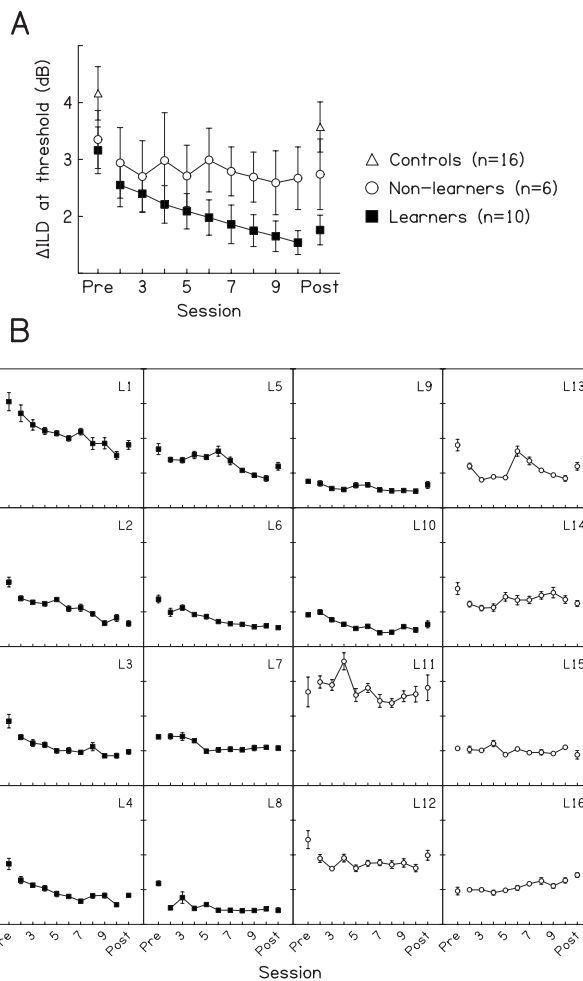 A
ΔILD at threshold (dB)
4
3
2
Pre 3 5 7 9 Post
Session
Controls (n=16)
Non-learners (n=6)
Learners (n=10)
B
L1 L5 L9 L13
L2 L6 L10 L14
L3 L7 L11 L15
L4 L8 L12 L16
Pre 3 5 7 9 Post Pre 3 5 7 9 Post Pre 3 5 7 9 Post Pre 3 5 7 9 Post
Session